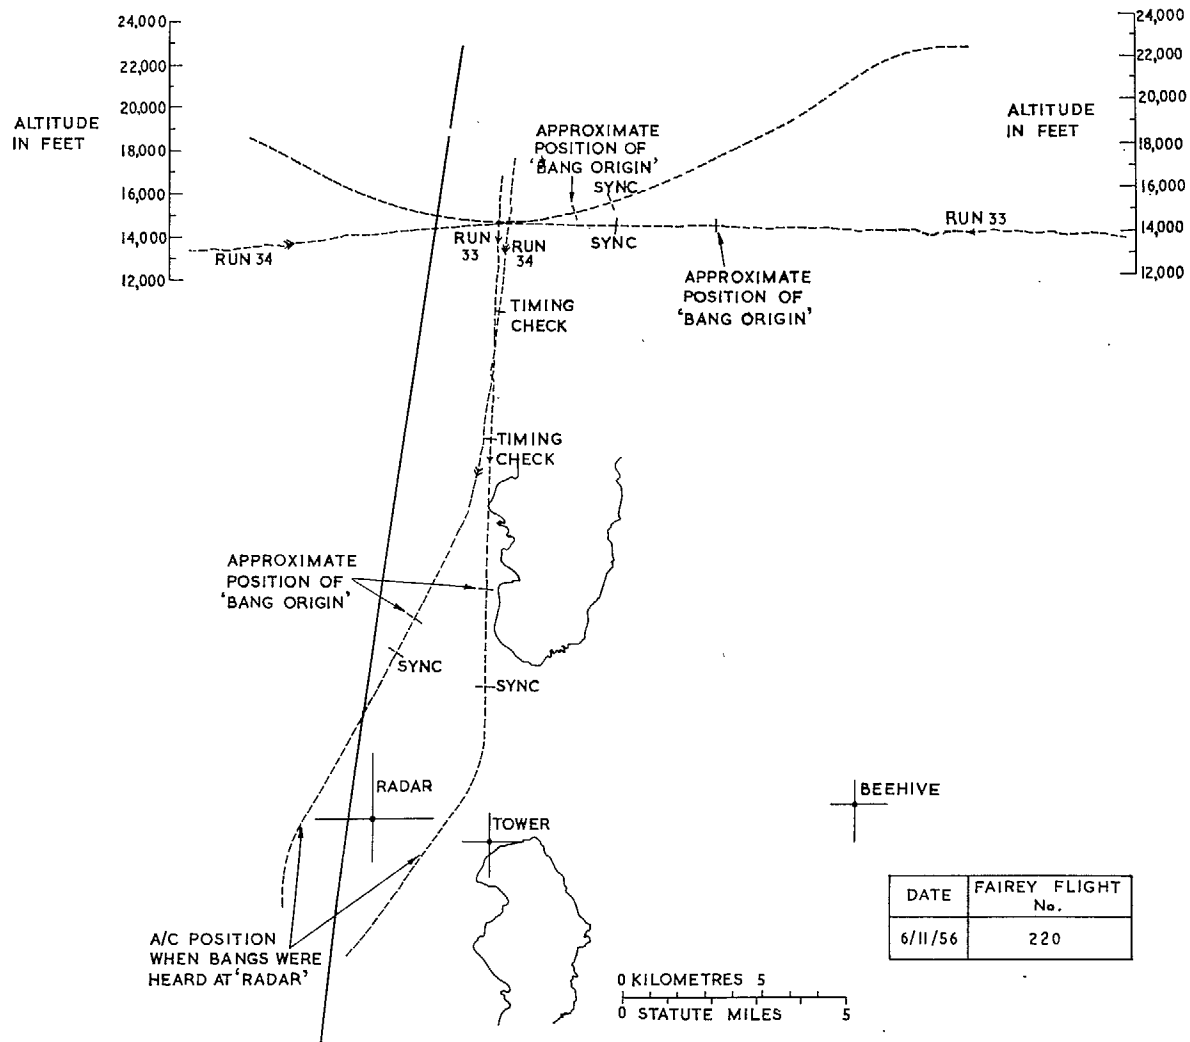 24,000
22,000
20,000
18,000
16,000
14,000
12,000
ALTITUDE
IN FEET
24,000
22,000
20,000
18,000
16,000
14,000
12,000
ALTITUDE
IN FEET
APPROXIMATE
POSITION OF
'BANG ORIGIN'
SYNC
SYNC
RUN 33
RUN 34
RUN
33
RUN
34
APPROXIMATE
POSITION OF
'BANG ORIGIN'
TIMING
CHECK
TIMING
CHECK
APPROXIMATE
POSITION OF
'BANG ORIGIN'
SYNC
SYNC
RADAR
TOWER
BEEHIVE
A/C POSITION
WHEN BANGS WERE
HEARD AT 'RADAR'
DATE
FAIREY FLIGHT
No.
6/11/56
220
0 KILOMETRES 5
0 STATUTE MILES 5